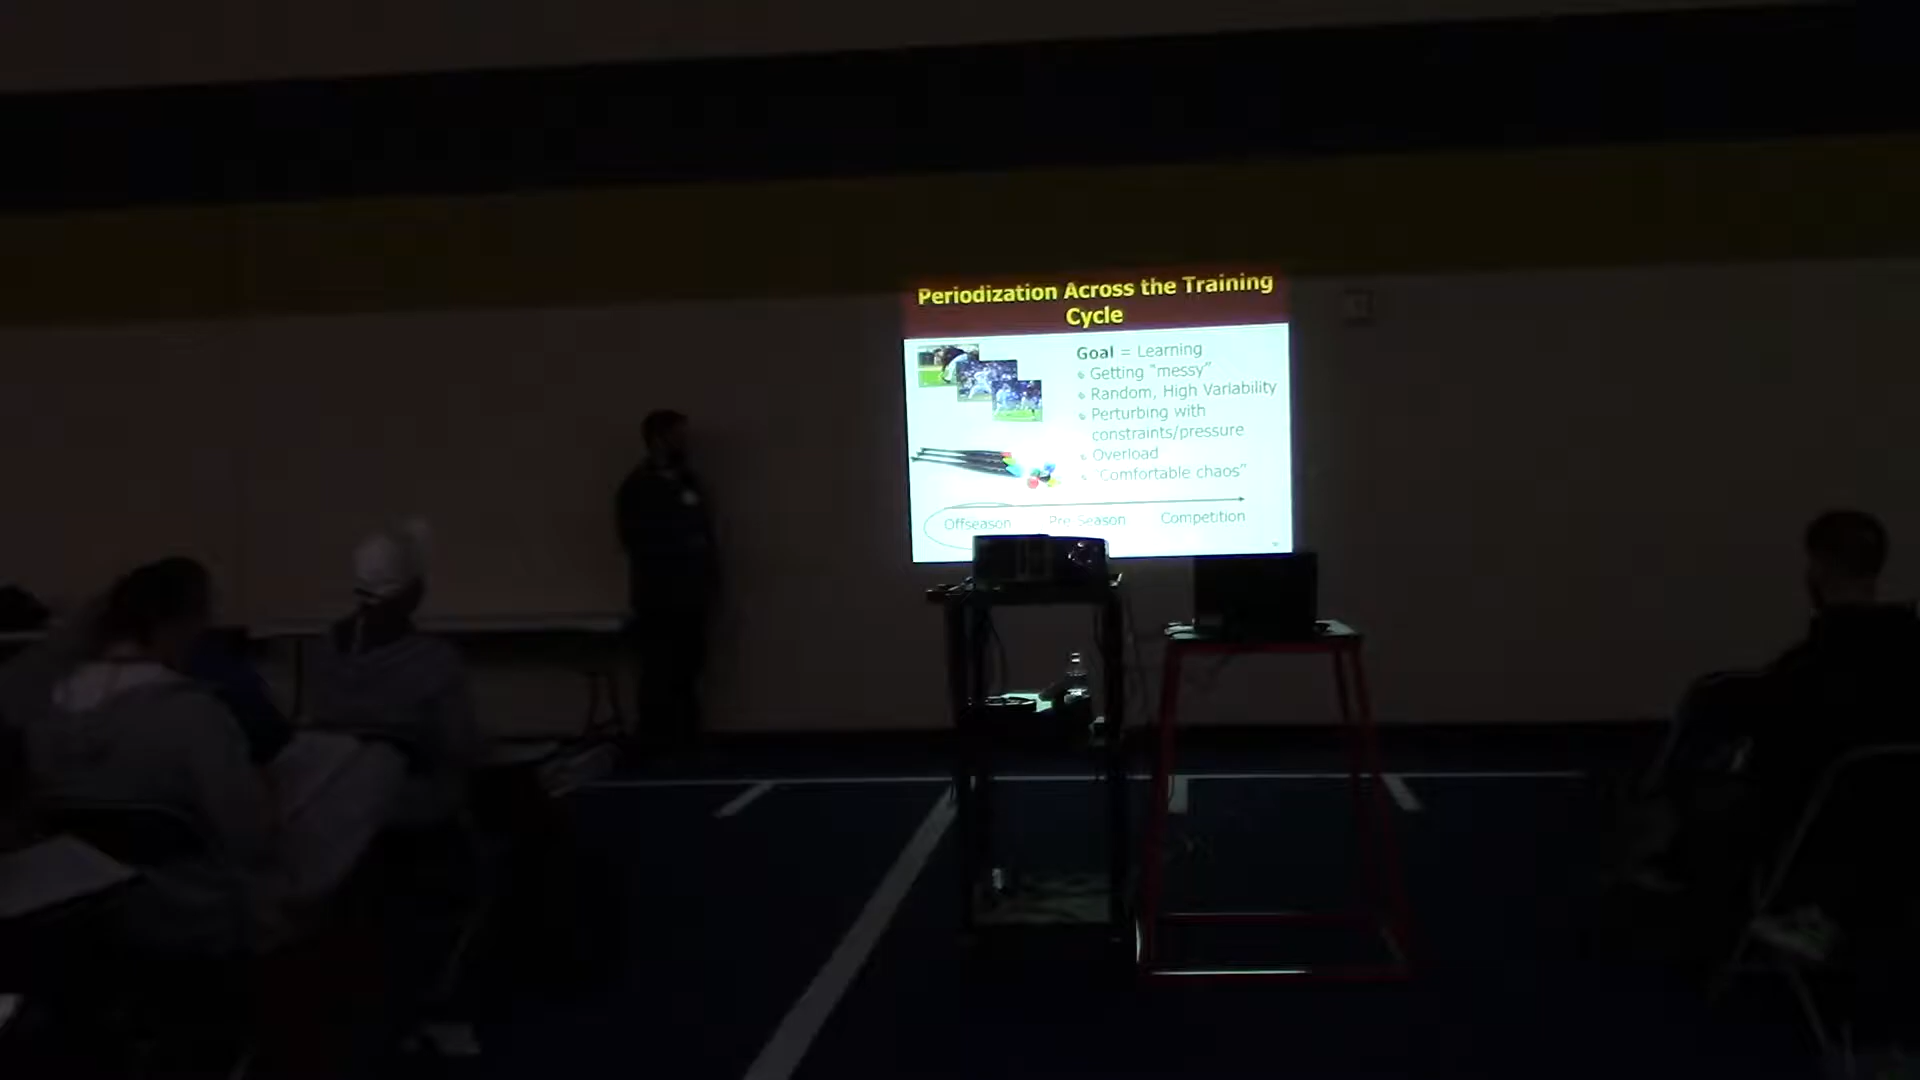 Periodization Across the Training
Cycle
Goal = Learning
Getting “messy”
Random, High Variability
Perturbing with
constraints/pressure
Overload
“Comfortable chaos”
Offseason Pre Season Competition